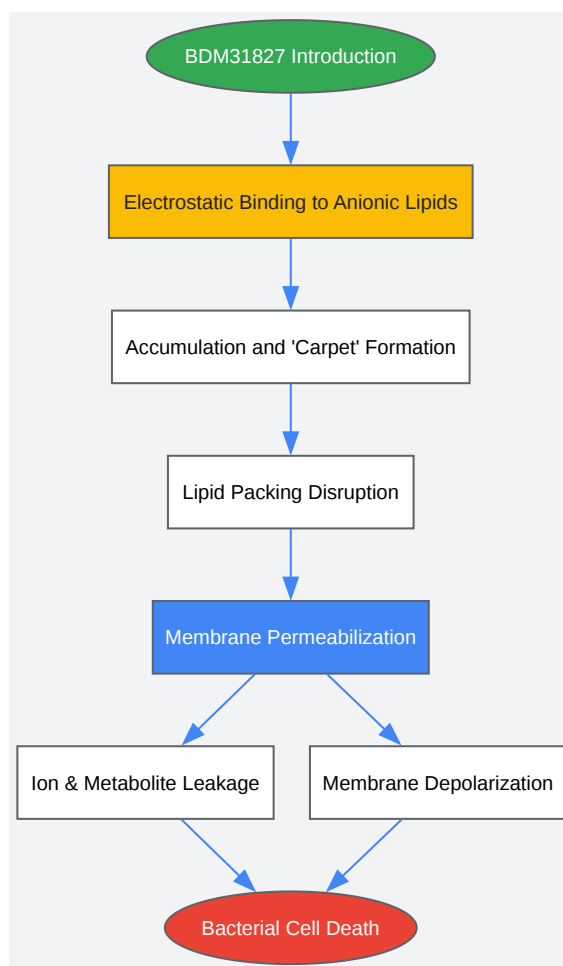 BDM31827 Introduction
Electrostatic Binding to Anionic Lipids
Accumulation and 'Carpet' Formation
Lipid Packing Disruption
Membrane Permeabilization
Ion & Metabolite Leakage
Membrane Depolarization
Bacterial Cell Death